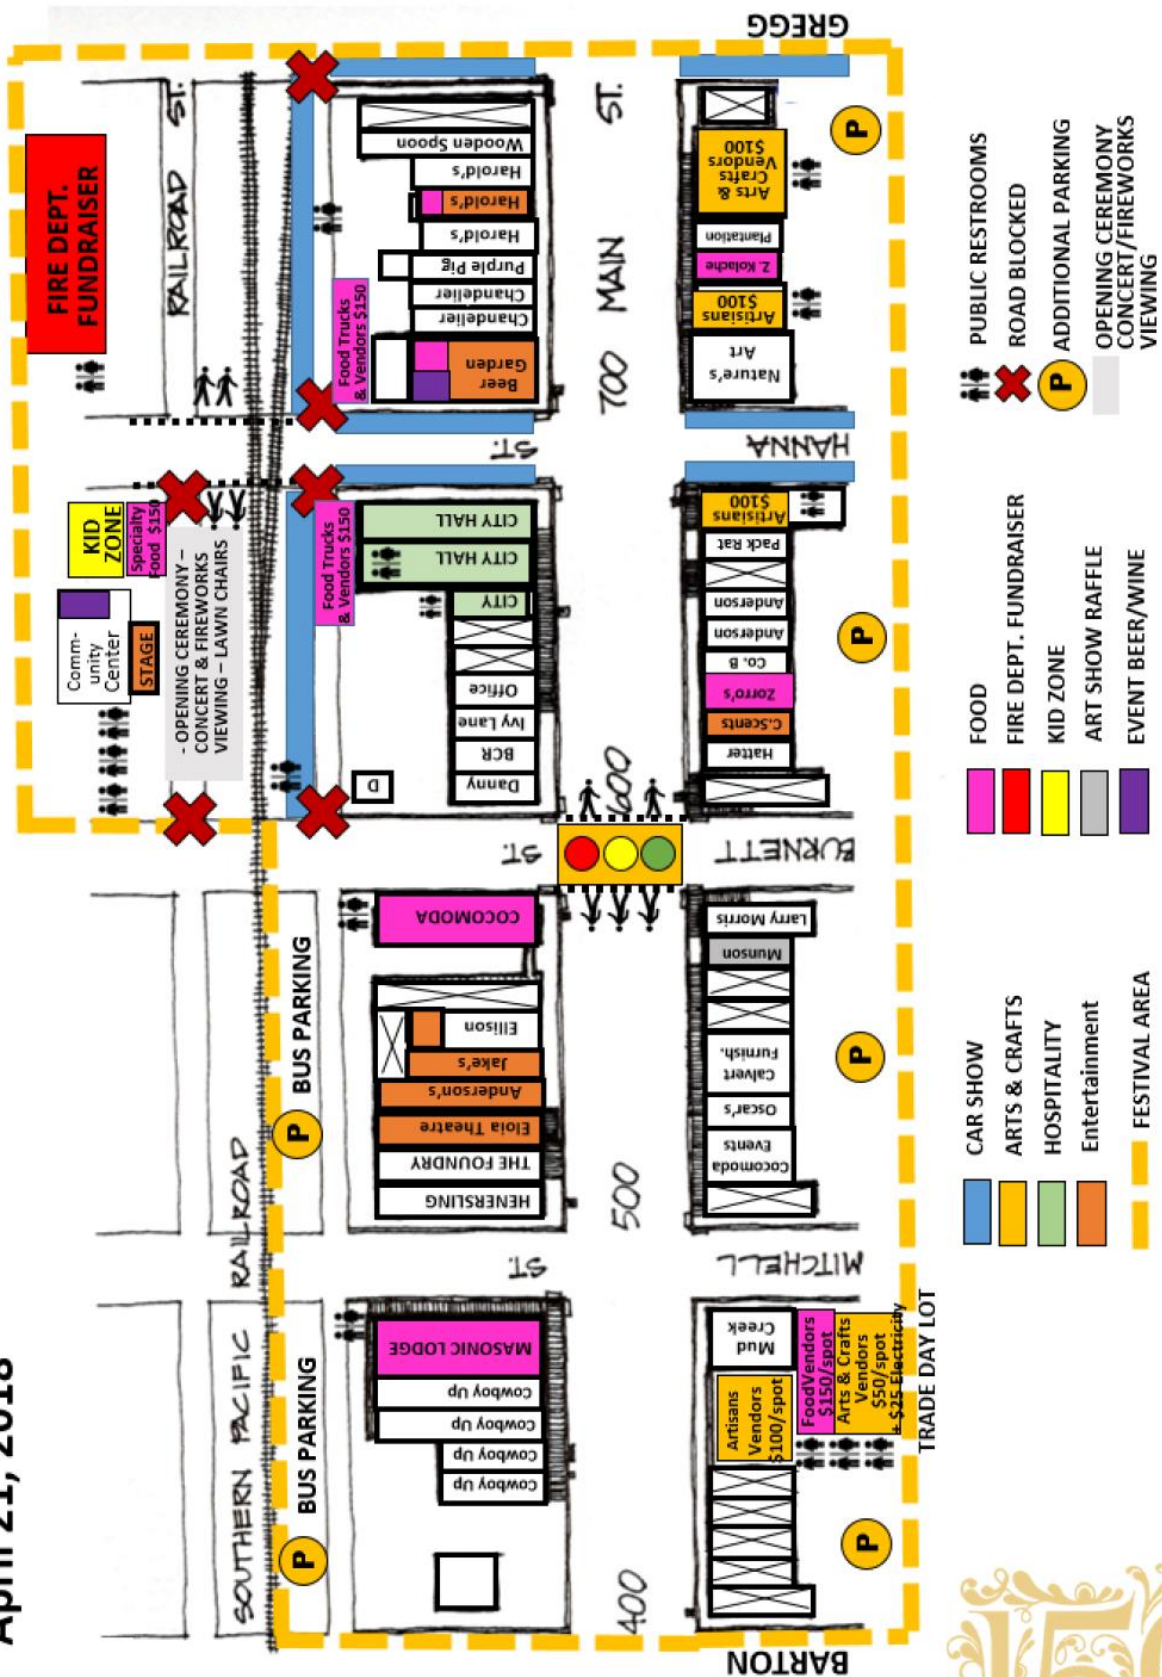 April 21, 2018
FIRE DEPT.
FUNDRAISER
RAILROAD ST.
KID
ZONE
Specialty
Food $150
Comm-
unity
Center
STAGE
- OPENING CEREMONY –
CONCERT & FIREWORKS
VIEWING – LAWN CHAIRS
SOUTHERN PACIFIC RAILROAD
P
BUS PARKING
P
BUS PARKING
Food Trucks
& Vendors $150
Food Trucks
& Vendors $150
Cowboy Up
Cowboy Up
Cowboy Up
Cowboy Up
MASONIC LODGE
HENERSLING
THE FOUNDRY
Eloia Theatre
Anderson's
Jake's
Ellison
COCOMODA
D
Danny
BCR
Ivy Lane
Office
CITY
CITY HALL
CITY HALL
Beer
Garden
Chandelier
Chandelier
Purple Pig
Harold's
Harold's
Harold's
Wooden Spoon
ST.
ST.
ST.
400
500
600
700 MAIN ST.
BARTON
MITCHELL
BURNETT
HANNA
GREGG
Artisans
Vendors
$100/spot
Mud
Creek
FoodVendors
$150/spot
Arts & Crafts
Vendors
$50/spot
+ $25 Electricity
TRADE DAY LOT
Cocomoda
Events
Oscar's
Calvert
Furnish.
Munson
Larry Morris
Hatter
C.Scents
Zorro's
Co. B
Anderson
Anderson
Pack Rat
Artisians
$100
Nature's
Art
Artisians
$100
Z. Kolache
Plantation
Arts &
Crafts
Vendors
$100
P
P
P
P
CAR SHOW
ARTS & CRAFTS
HOSPITALITY
Entertainment
FESTIVAL AREA
FOOD
FIRE DEPT. FUNDRAISER
KID ZONE
ART SHOW RAFFLE
EVENT BEER/WINE
PUBLIC RESTROOMS
ROAD BLOCKED
P
ADDITIONAL PARKING
OPENING CEREMONY
CONCERT/FIREWORKS
VIEWING